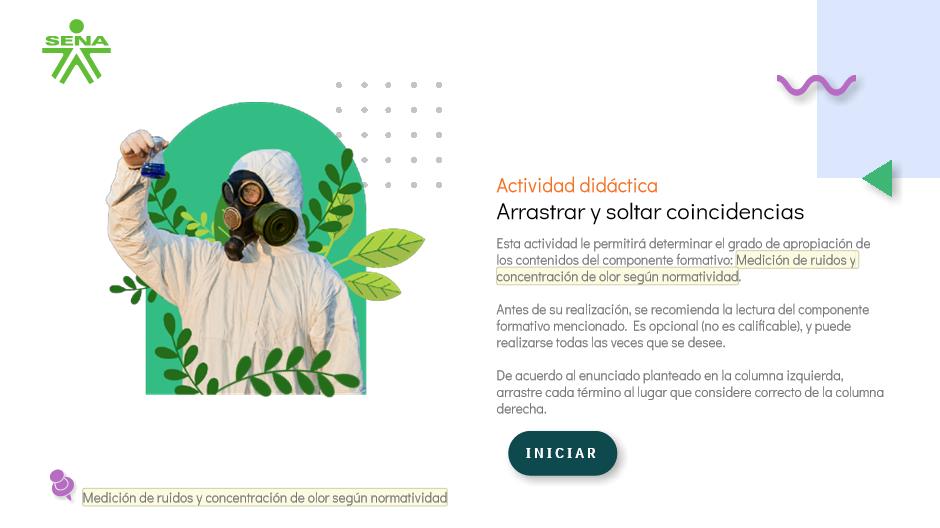 SENA
Actividad didáctica
Arrastrar y soltar coincidencias
Esta actividad le permitirá determinar el grado de apropiación de
los contenidos del componente formativo: Medición de ruidos y
concentración de olor según normatividad.
Antes de su realización, se recomienda la lectura del componente
formativo mencionado. Es opcional (no es calificable), y puede
realizarse todas las veces que se desee.
De acuerdo al enunciado planteado en la columna izquierda,
arrastre cada término al lugar que considere correcto de la columna
derecha.
INICIAR
Medición de ruidos y concentración de olor según normatividad